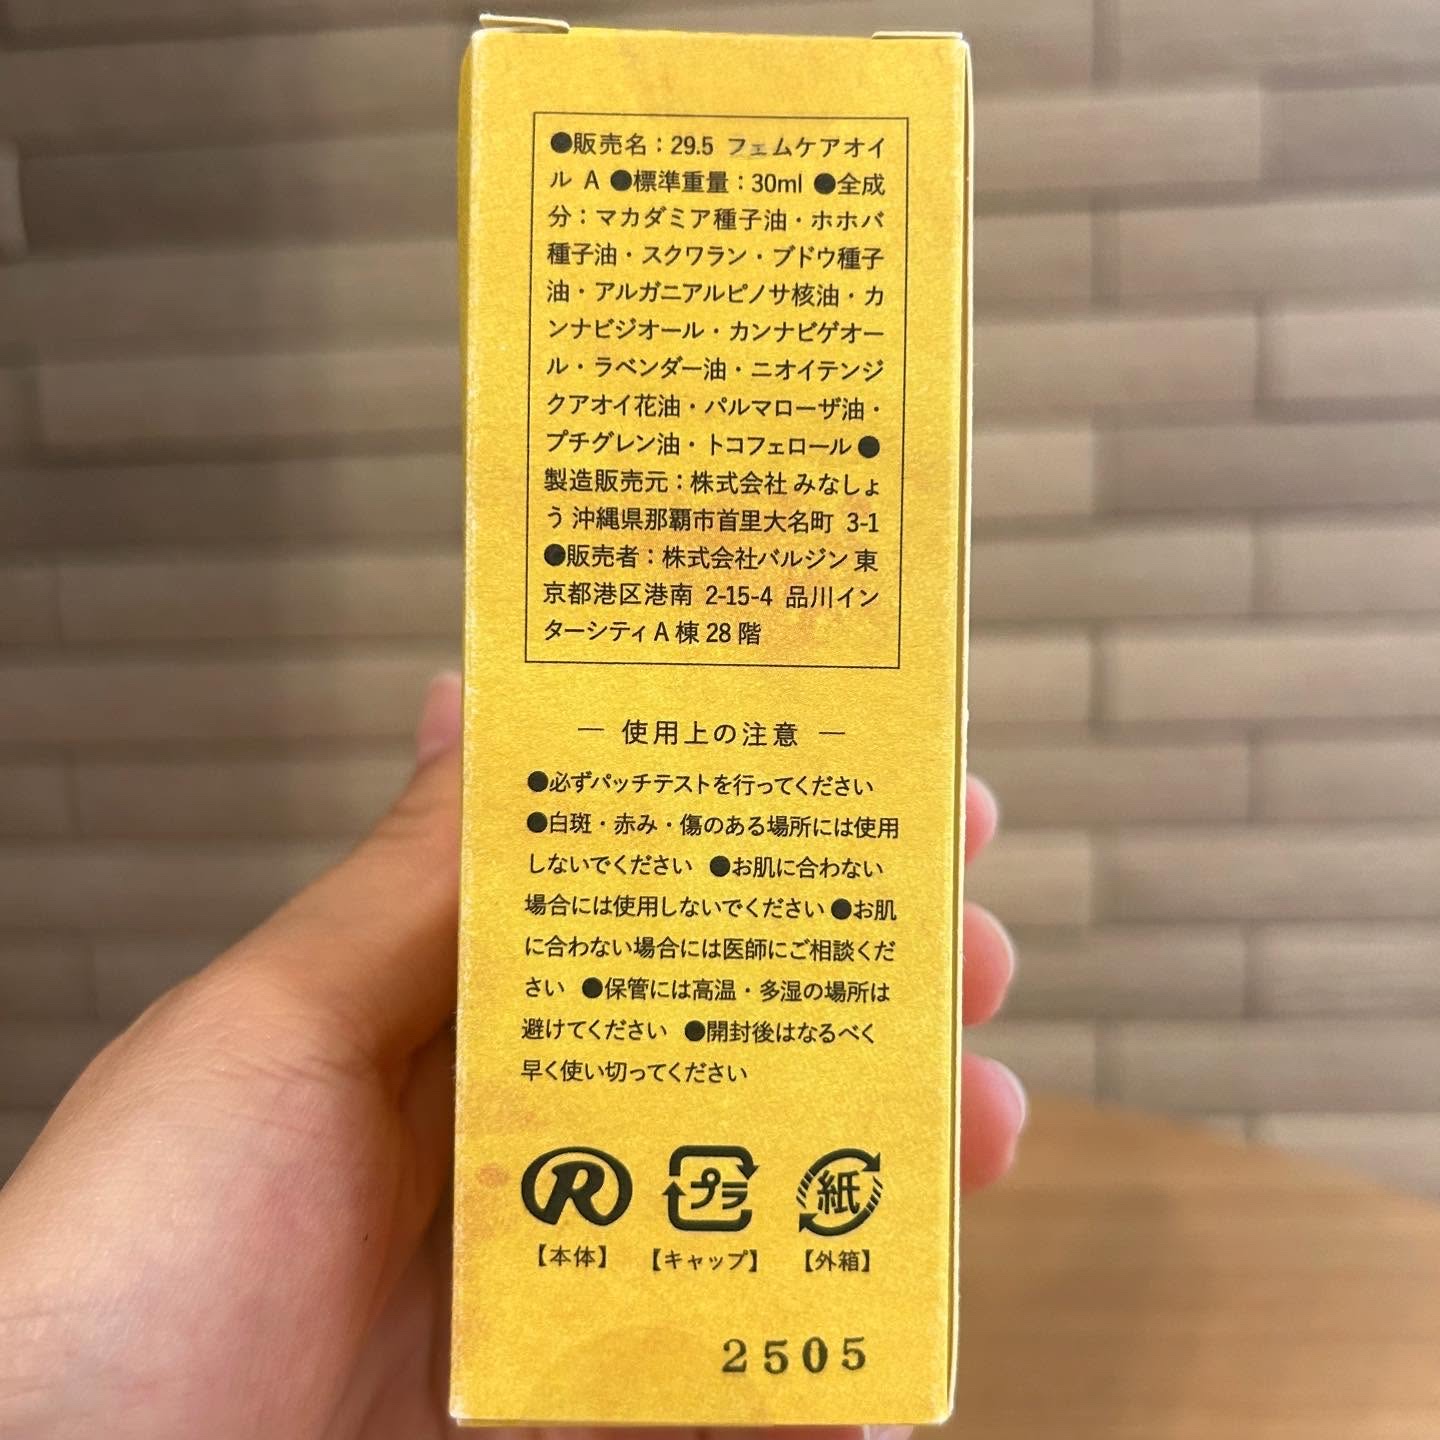 ●販売名：29.5 フェムケアオイ
ル A ●標準重量：30ml ●全成
分：マカダミア種子油・ホホバ
種子油・スクワラン・ブドウ種子
油・アルガニアルピノサ核油・カ
ンナビジオール・カンナビゲオー
ル・ラベンダー油・ニオイテンジ
クアオイ花油・パルマローザ油・
プチグレン油・トコフェロール ●
製造販売元：株式会社 みなしょ
う 沖縄県那覇市首里大名町 3-1
●販売者：株式会社バルジン 東
京都港区港南 2-15-4 品川イン
ターシティ A 棟 28 階
― 使用上の注意 ―
●必ずパッチテストを行ってください
●白斑・赤み・傷のある場所には使用
しないでください ●お肌に合わない
場合には使用しないでください ●お肌
に合わない場合には医師にご相談くだ
さい ●保管には高温・多湿の場所は
避けてください ●開封後はなるべく
早く使い切ってください
R プラ 紙
【本体】 【キャップ】 【外箱】
2505